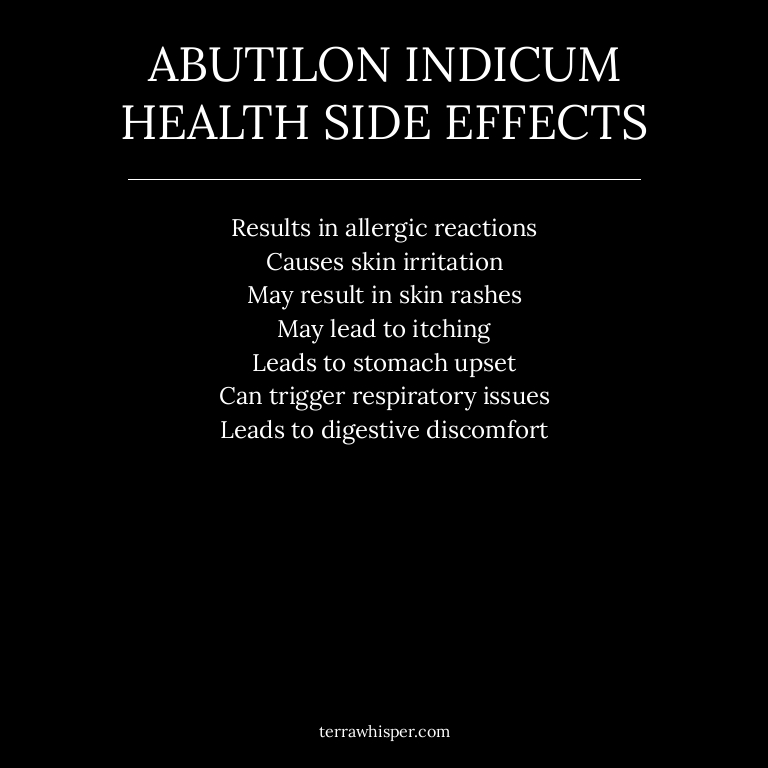 ABUTILON INDICUM
HEALTH SIDE EFFECTS
Results in allergic reactions
Causes skin irritation
May result in skin rashes
May lead to itching
Leads to stomach upset
Can trigger respiratory issues
Leads to digestive discomfort
terrawhisper.com